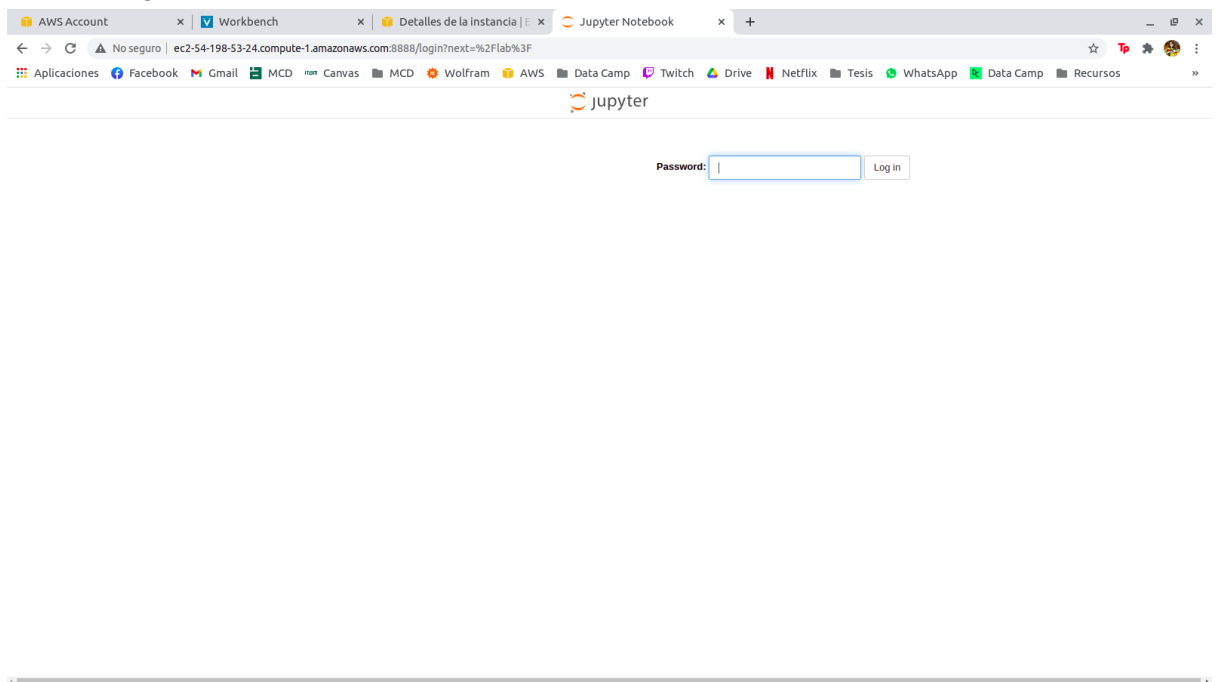 AWS Account
Workbench
Detalles de la instancia | E
Jupyter Notebook
No seguro | ec2-54-198-53-24.compute-1.amazonaws.com:8888/login?next=%2Flab%3F
Aplicaciones Facebook Gmail MCD Canvas MCD Wolfram AWS Data Camp Twitch Drive Netflix Tesis WhatsApp Data Camp Recursos »
jupyter
Password: Log in